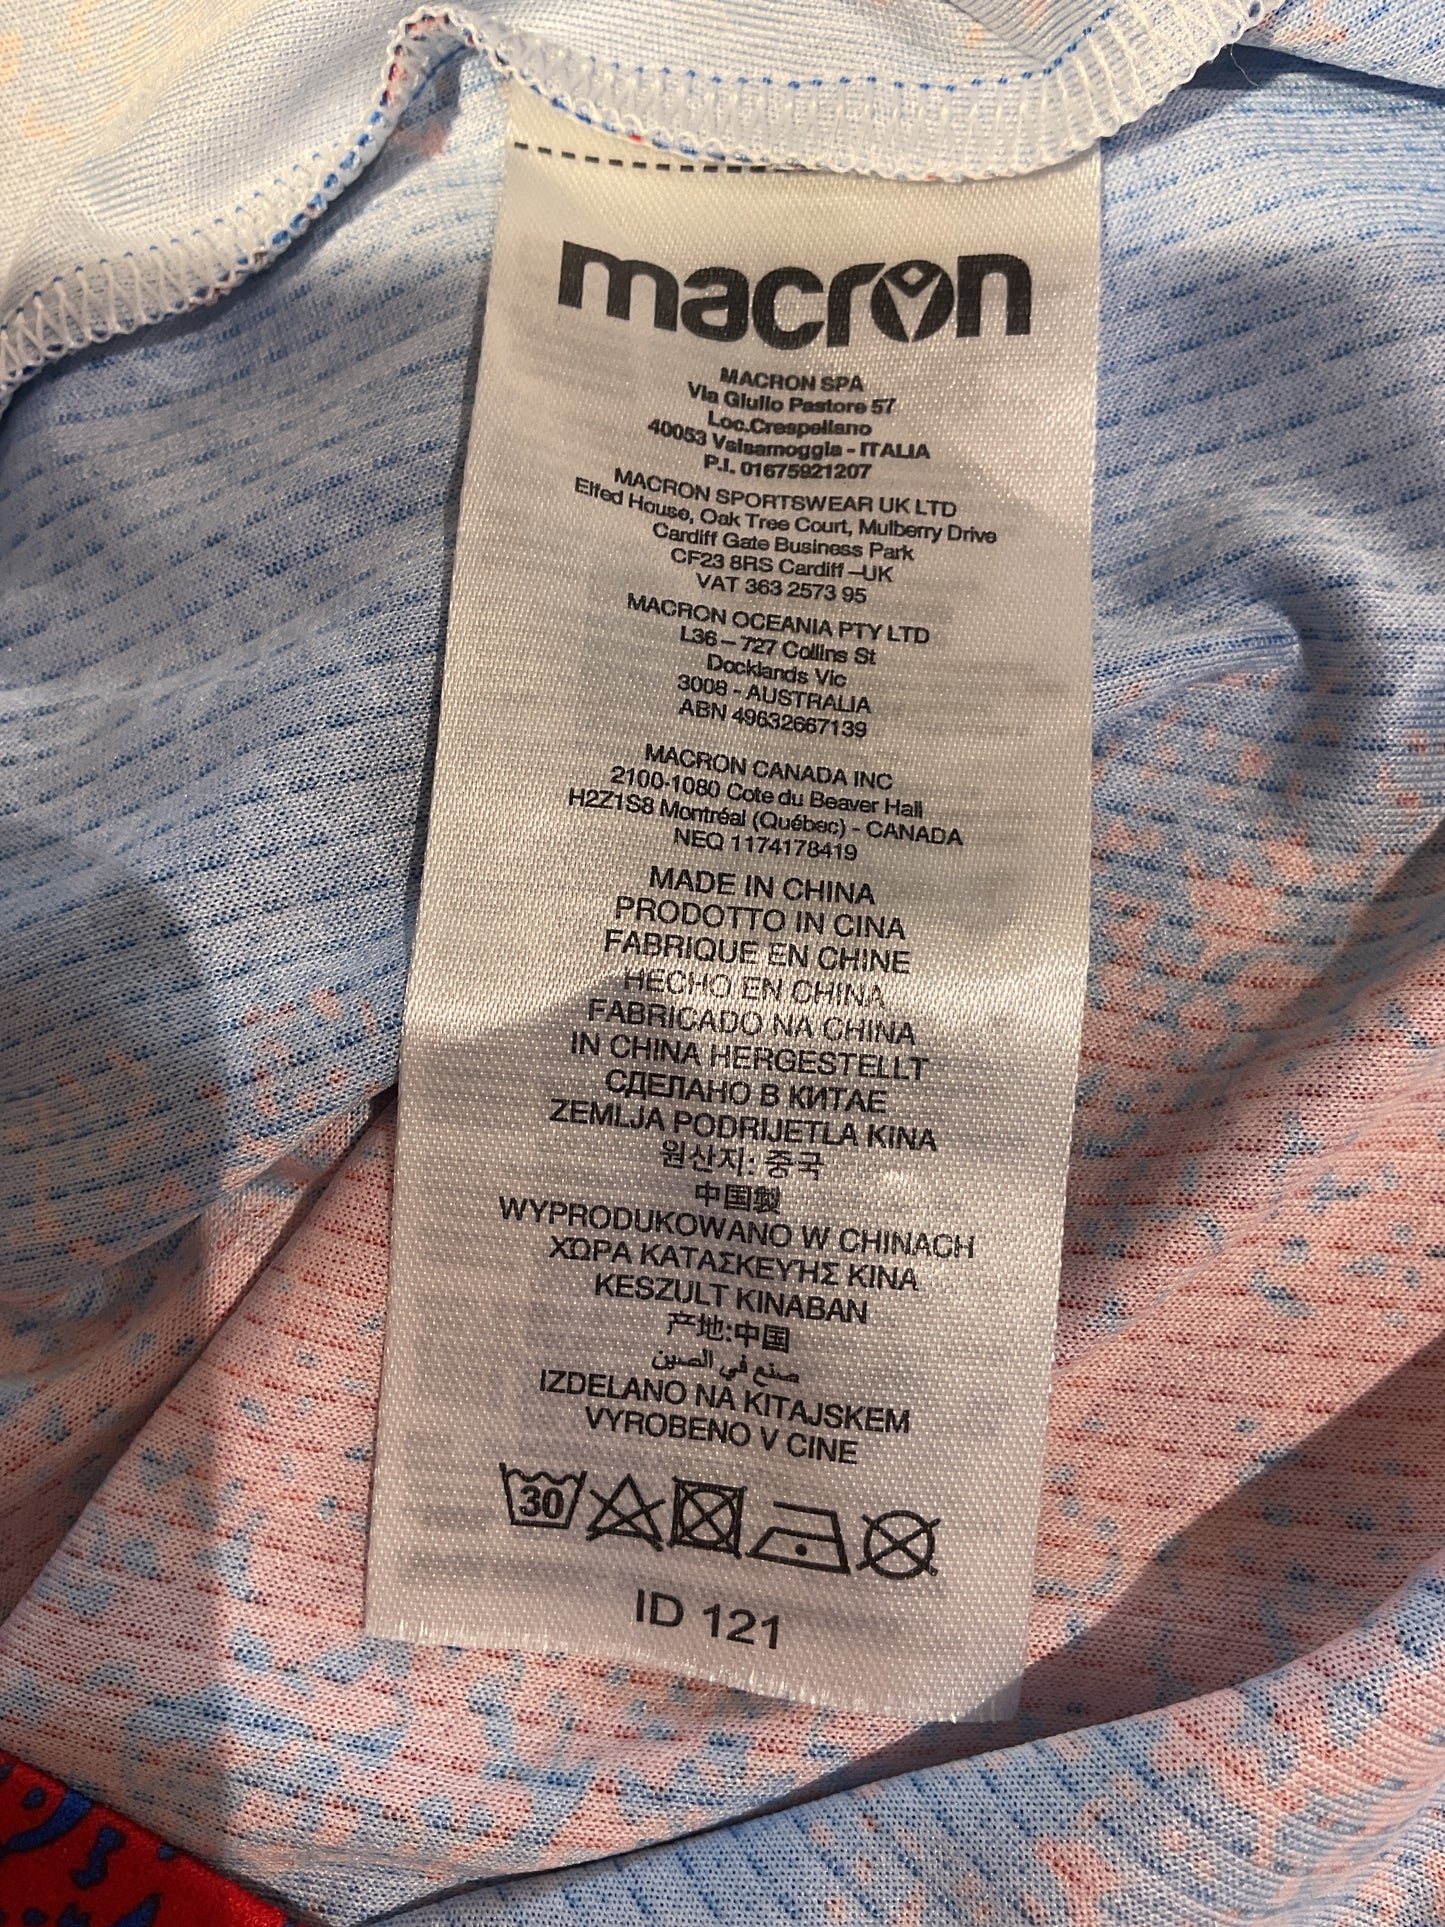 macron
MACRON SPA
Via Giulio Pastore 57
Loc.Crespellano
40053 Valsamoggia - ITALIA
P.I. 01675921207
MACRON SPORTSWEAR UK LTD
Elfed House, Oak Tree Court, Mulberry Drive
Cardiff Gate Business Park
CF23 8RS Cardiff –UK
VAT 363 2573 95
MACRON OCEANIA PTY LTD
L36 – 727 Collins St
Docklands Vic
3008 - AUSTRALIA
ABN 49632667139
MACRON CANADA INC
2100-1080 Cote du Beaver Hall
H2Z1S8 Montréal (Québec) - CANADA
NEQ 1174178419
MADE IN CHINA
PRODOTTO IN CINA
FABRIQUE EN CHINE
HECHO EN CHINA
FABRICADO NA CHINA
IN CHINA HERGESTELLT
СДЕЛАНО В КИТАЕ
ZEMLJA PODRIJETLA KINA
원산지: 중국
中国製
WYPRODUKOWANO W CHINACH
ΧΩΡΑ ΚΑΤΑΣΚΕΥΉΣ ΚΙΝΑ
KESZULT KINABAN
产地:中国
صنع في الصين
IZDELANO NA KITAJSKEM
VYROBENO V CINE
30
ID 121